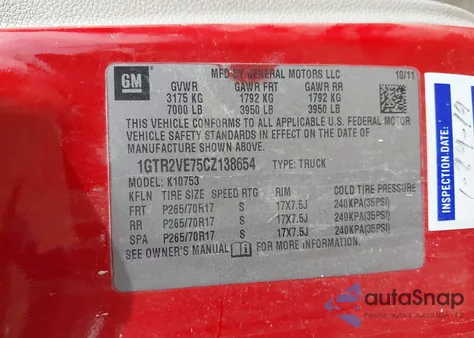 GM
MFD BY GENERAL MOTORS LLC 10/11
GVWR GAWR FRT GAWR RR
3175 KG 1792 KG 1792 KG
7000 LB 3950 LB 3950 LB
THIS VEHICLE CONFORMS TO ALL APPLICABLE U.S. FEDERAL MOTOR
VEHICLE SAFETY AND THEFT PREVENTION STANDARDS IN EFFECT ON THE DATE OF
MANUFACTURE SHOWN ABOVE.
1GTR2VE75CZ138654 TYPE: TRUCK
MODEL: K10753
KFLN TIRE SIZE SPEED RTG RIM COLD TIRE PRESSURE
FRT P265/70R17 S 17X7.5J 240KPA(35PSI)
RR P265/70R17 S 17X7.5J 240KPA(35PSI)
SPA P265/70R17 S 17X7.5J 240KPA(35PSI)
SEE OWNER'S MANUAL FOR MORE INFORMATION.
INSPECTION DATE
autoSnap